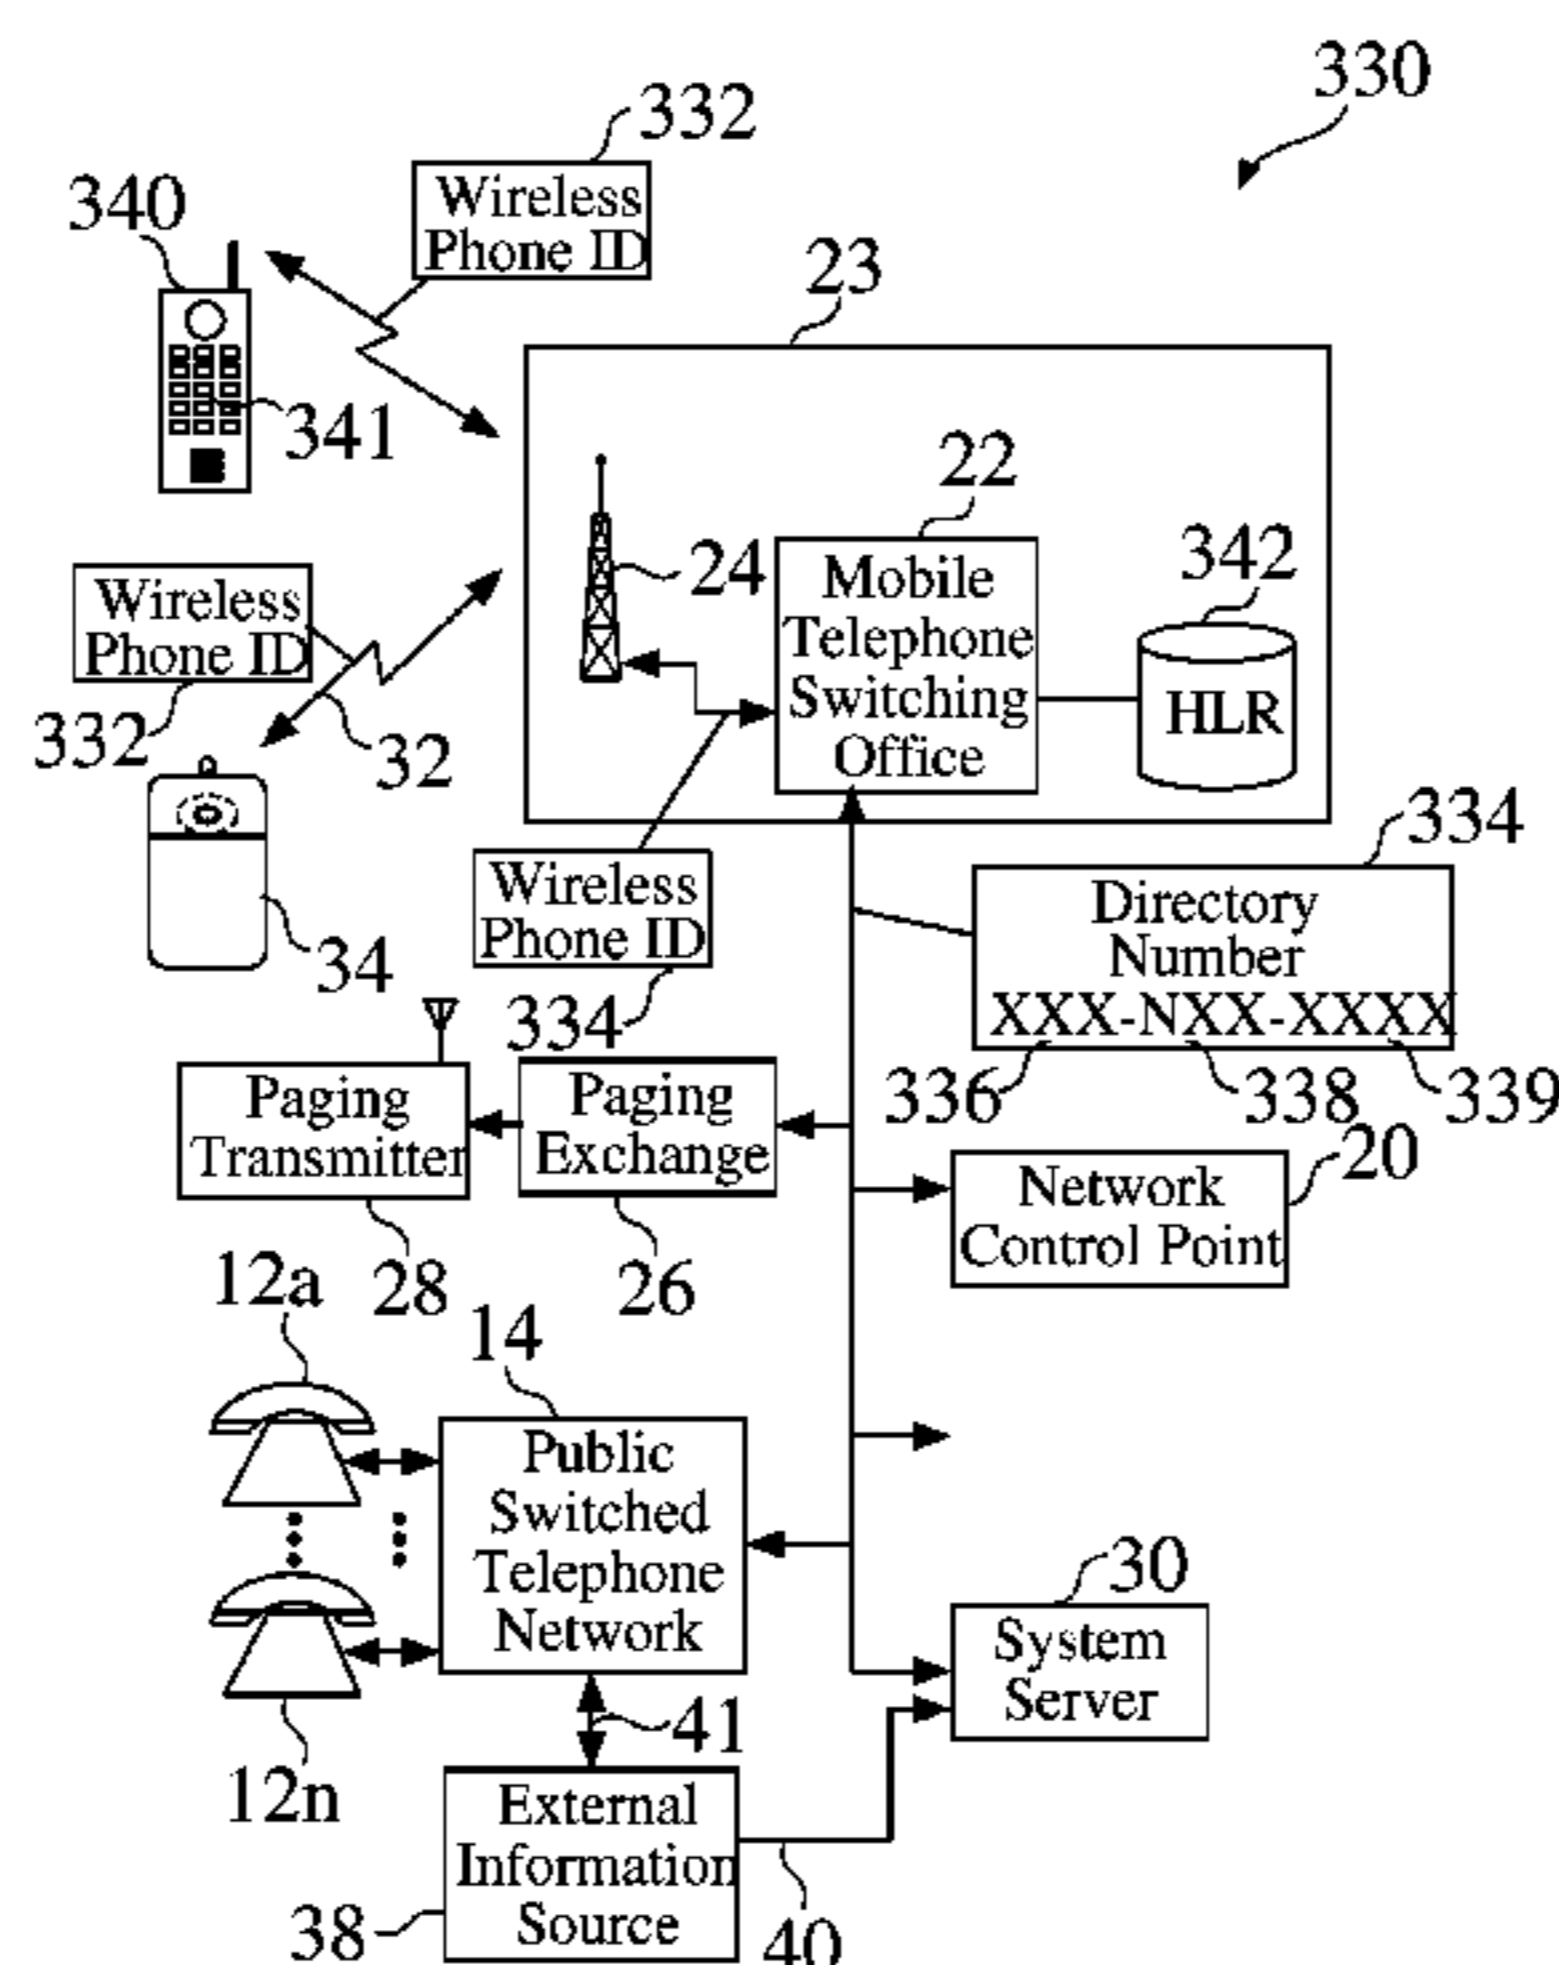 330
332
Wireless
Phone ID
340
23
341
22
24
Mobile
Telephone
Switching
Office
342
HLR
Wireless
Phone ID
332
32
34
334
Directory
Number
XXX-NXX-XXXX
336
338
339
Wireless
Phone ID
334
Paging
Transmitter
28
Paging
Exchange
26
20
Network
Control Point
12a
14
Public
Switched
Telephone
Network
12n
41
30
System
Server
External
Information
Source
38
40